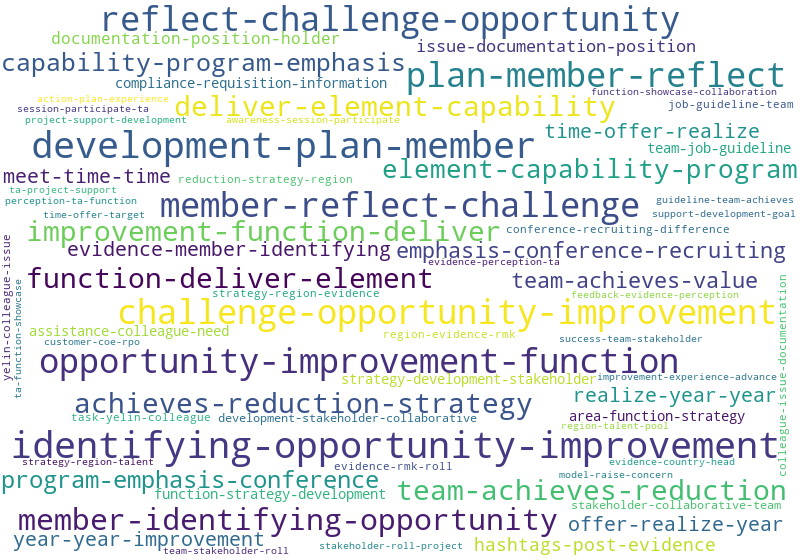 reflect-challenge-opportunity
documentation-position-holder
issue-documentation-position
capability-program-emphasis
plan-member-reflect
compliance-requisition-information
function-showcase-collaboration
action-plan-experience
deliver-element-capability
job-guideline-team
session-participate-ta
project-support-development
awareness-session-participate
time-offer-realize
development-plan-member
team-job-guideline
element-capability-program
meet-time-time
reduction-strategy-region
ta-project-support
perception-ta-function
member-reflect-challenge
guideline-team-achieves
time-offer-target
support-development-goal
improvement-function-deliver
conference-recruiting-difference
evidence-member-identifying
emphasis-conference-recruiting
evidence-perception-ta
yelin-colleague-issue
function-deliver-element
team-achieves-value
ta-function-showcase
strategy-region-evidence
feedback-evidence-perception
colleague-issue-documentation
challenge-opportunity-improvement
assistance-colleague-need
region-evidence-rmk
customer-coe-rpo
success-team-stakeholder
opportunity-improvement-function
strategy-development-stakeholder
improvement-experience-advance
achieves-reduction-strategy
realize-year-year
task-yelin-colleague
development-stakeholder-collaborative
area-function-strategy
region-talent-pool
identifying-opportunity-improvement
strategy-region-talent
evidence-rmk-roll
evidence-country-head
program-emphasis-conference
model-raise-concern
function-strategy-development
team-achieves-reduction
stakeholder-collaborative-team
member-identifying-opportunity
offer-realize-year
year-year-improvement
team-stakeholder-roll
stakeholder-roll-project
hashtags-post-evidence